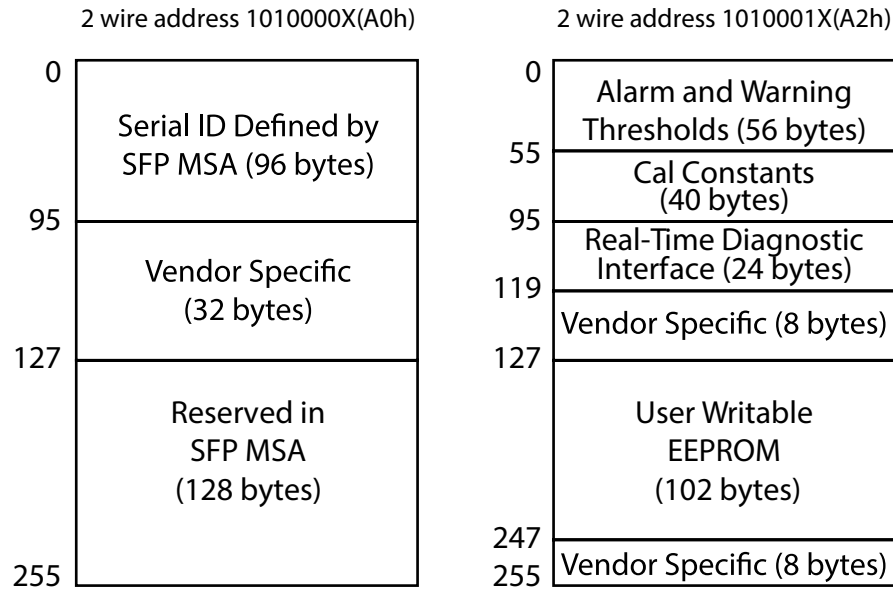 2 wire address 1010000X(A0h)
0
Serial ID Defined by
SFP MSA (96 bytes)
95
Vendor Specific
(32 bytes)
127
Reserved in
SFP MSA
(128 bytes)
255
2 wire address 1010001X(A2h)
0
Alarm and Warning
Thresholds (56 bytes)
55
Cal Constants
(40 bytes)
95
Real-Time Diagnostic
Interface (24 bytes)
119
Vendor Specific (8 bytes)
127
User Writable
EEPROM
(102 bytes)
247
Vendor Specific (8 bytes)
255